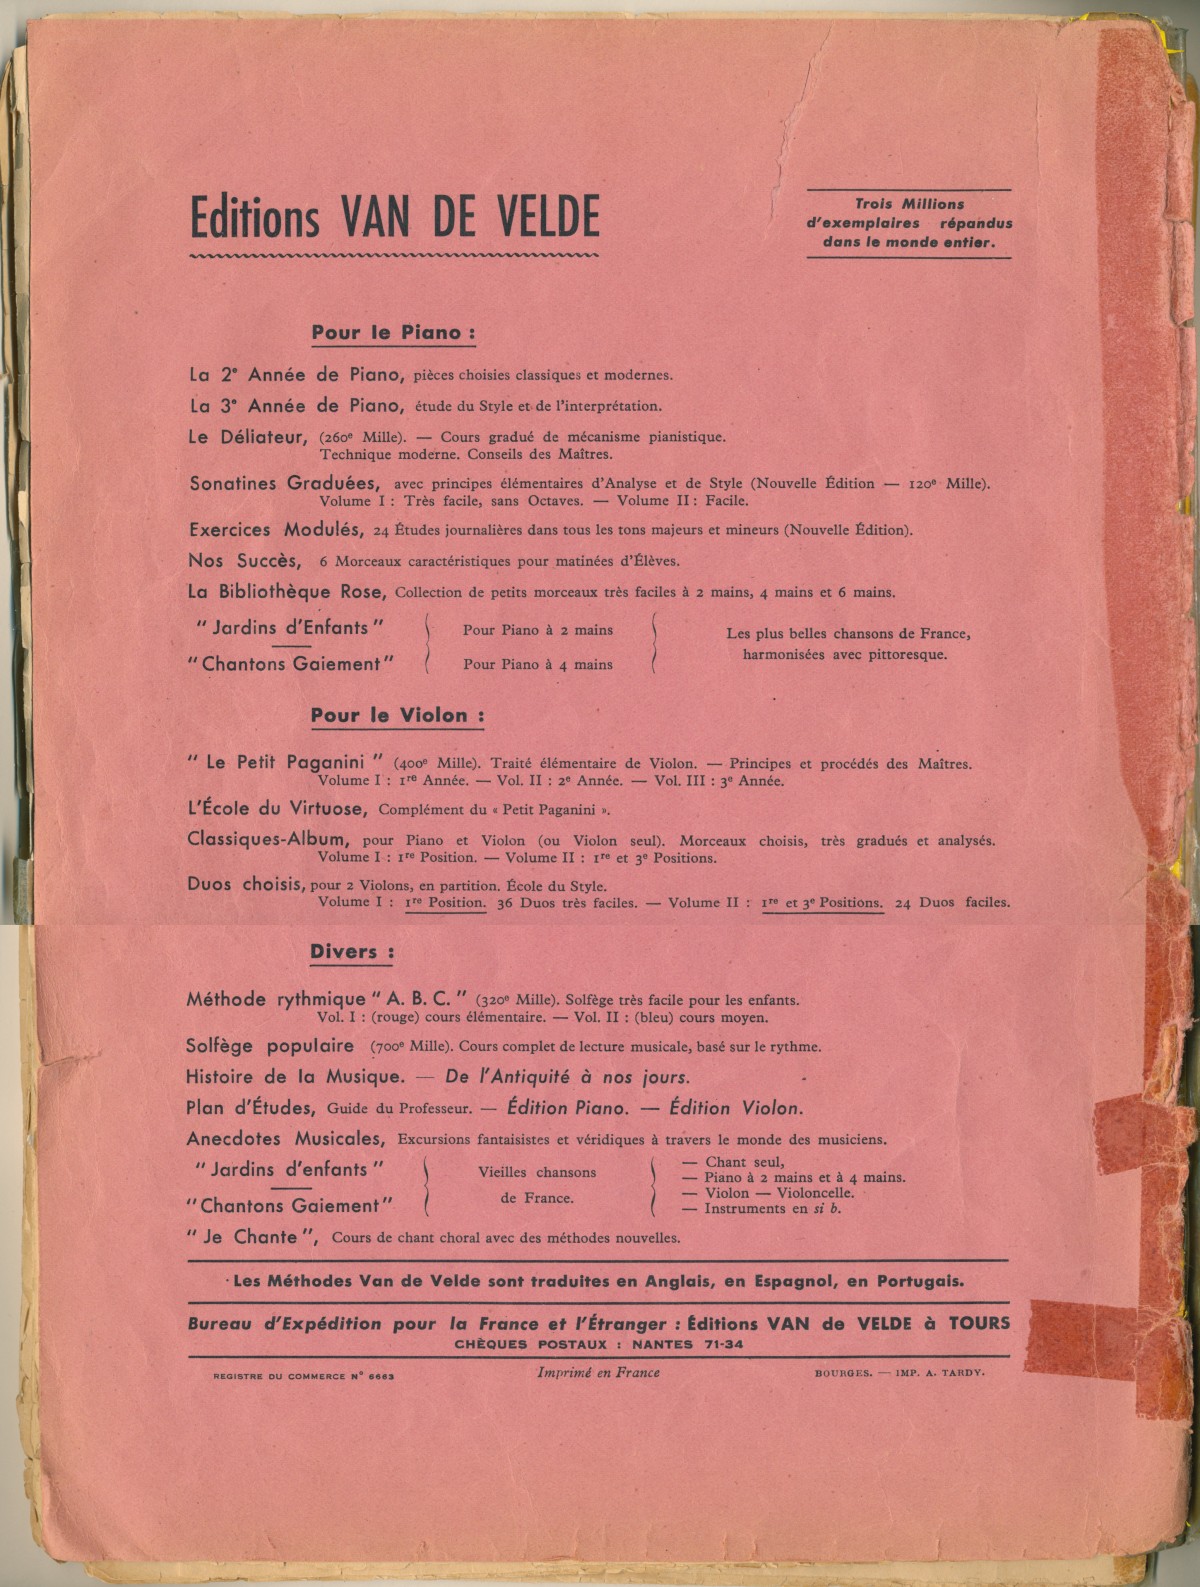 Editions VAN DE VELDE
Trois Millions
d'exemplaires répandus
dans le monde entier.
Pour le Piano :
La 2e Année de Piano, pièces choisies classiques et modernes.
La 3e Année de Piano, étude du Style et de l'interprétation.
Le Déliateur, (260e Mille). — Cours gradué de mécanisme pianistique.
Technique moderne. Conseils des Maîtres.
Sonatines Graduées, avec principes élémentaires d'Analyse et de Style (Nouvelle Édition — 120e Mille).
Volume I : Très facile, sans Octaves. — Volume II : Facile.
Exercices Modulés, 24 Études journalières dans tous les tons majeurs et mineurs (Nouvelle Édition).
Nos Succès, 6 Morceaux caractéristiques pour matinées d'Élèves.
La Bibliothèque Rose, Collection de petits morceaux très faciles à 2 mains, 4 mains et 6 mains.
"Jardins d'Enfants"
"Chantons Gaiement"
Pour Piano à 2 mains
Pour Piano à 4 mains
Les plus belles chansons de France,
harmonisées avec pittoresque.
Pour le Violon :
"Le Petit Paganini" (400e Mille). Traité élémentaire de Violon. — Principes et procédés des Maîtres.
Volume I : 1re Année. — Vol. II : 2e Année. — Vol. III : 3e Année.
L'École du Virtuose, Complément du « Petit Paganini ».
Classiques-Album, pour Piano et Violon (ou Violon seul). Morceaux choisis, très gradués et analysés.
Volume I : 1re Position. — Volume II : 1re et 3e Positions.
Duos choisis, pour 2 Violons, en partition. École du Style.
Volume I : 1re Position. 36 Duos très faciles. — Volume II : 1re et 3e Positions. 24 Duos faciles.
Divers :
Méthode rythmique "A. B. C." (320e Mille). Solfège très facile pour les enfants.
Vol. I : (rouge) cours élémentaire. — Vol. II : (bleu) cours moyen.
Solfège populaire (700e Mille). Cours complet de lecture musicale, basé sur le rythme.
Histoire de la Musique. — De l'Antiquité à nos jours.
Plan d'Études, Guide du Professeur. — Édition Piano. — Édition Violon.
Anecdotes Musicales, Excursions fantaisistes et véridiques à travers le monde des musiciens.
"Jardins d'enfants"
"Chantons Gaiement"
Vieilles chansons
de France.
— Chant seul,
— Piano à 2 mains et à 4 mains.
— Violon — Violoncelle.
— Instruments en si b.
"Je Chante", Cours de chant choral avec des méthodes nouvelles.
Les Méthodes Van de Velde sont traduites en Anglais, en Espagnol, en Portugais.
Bureau d'Expédition pour la France et l'Étranger : Éditions VAN de VELDE à TOURS
CHÈQUES POSTAUX : NANTES 71-34
REGISTRE DU COMMERCE N° 6663
Imprimé en France
BOURGES. — IMP. A. TARDY.